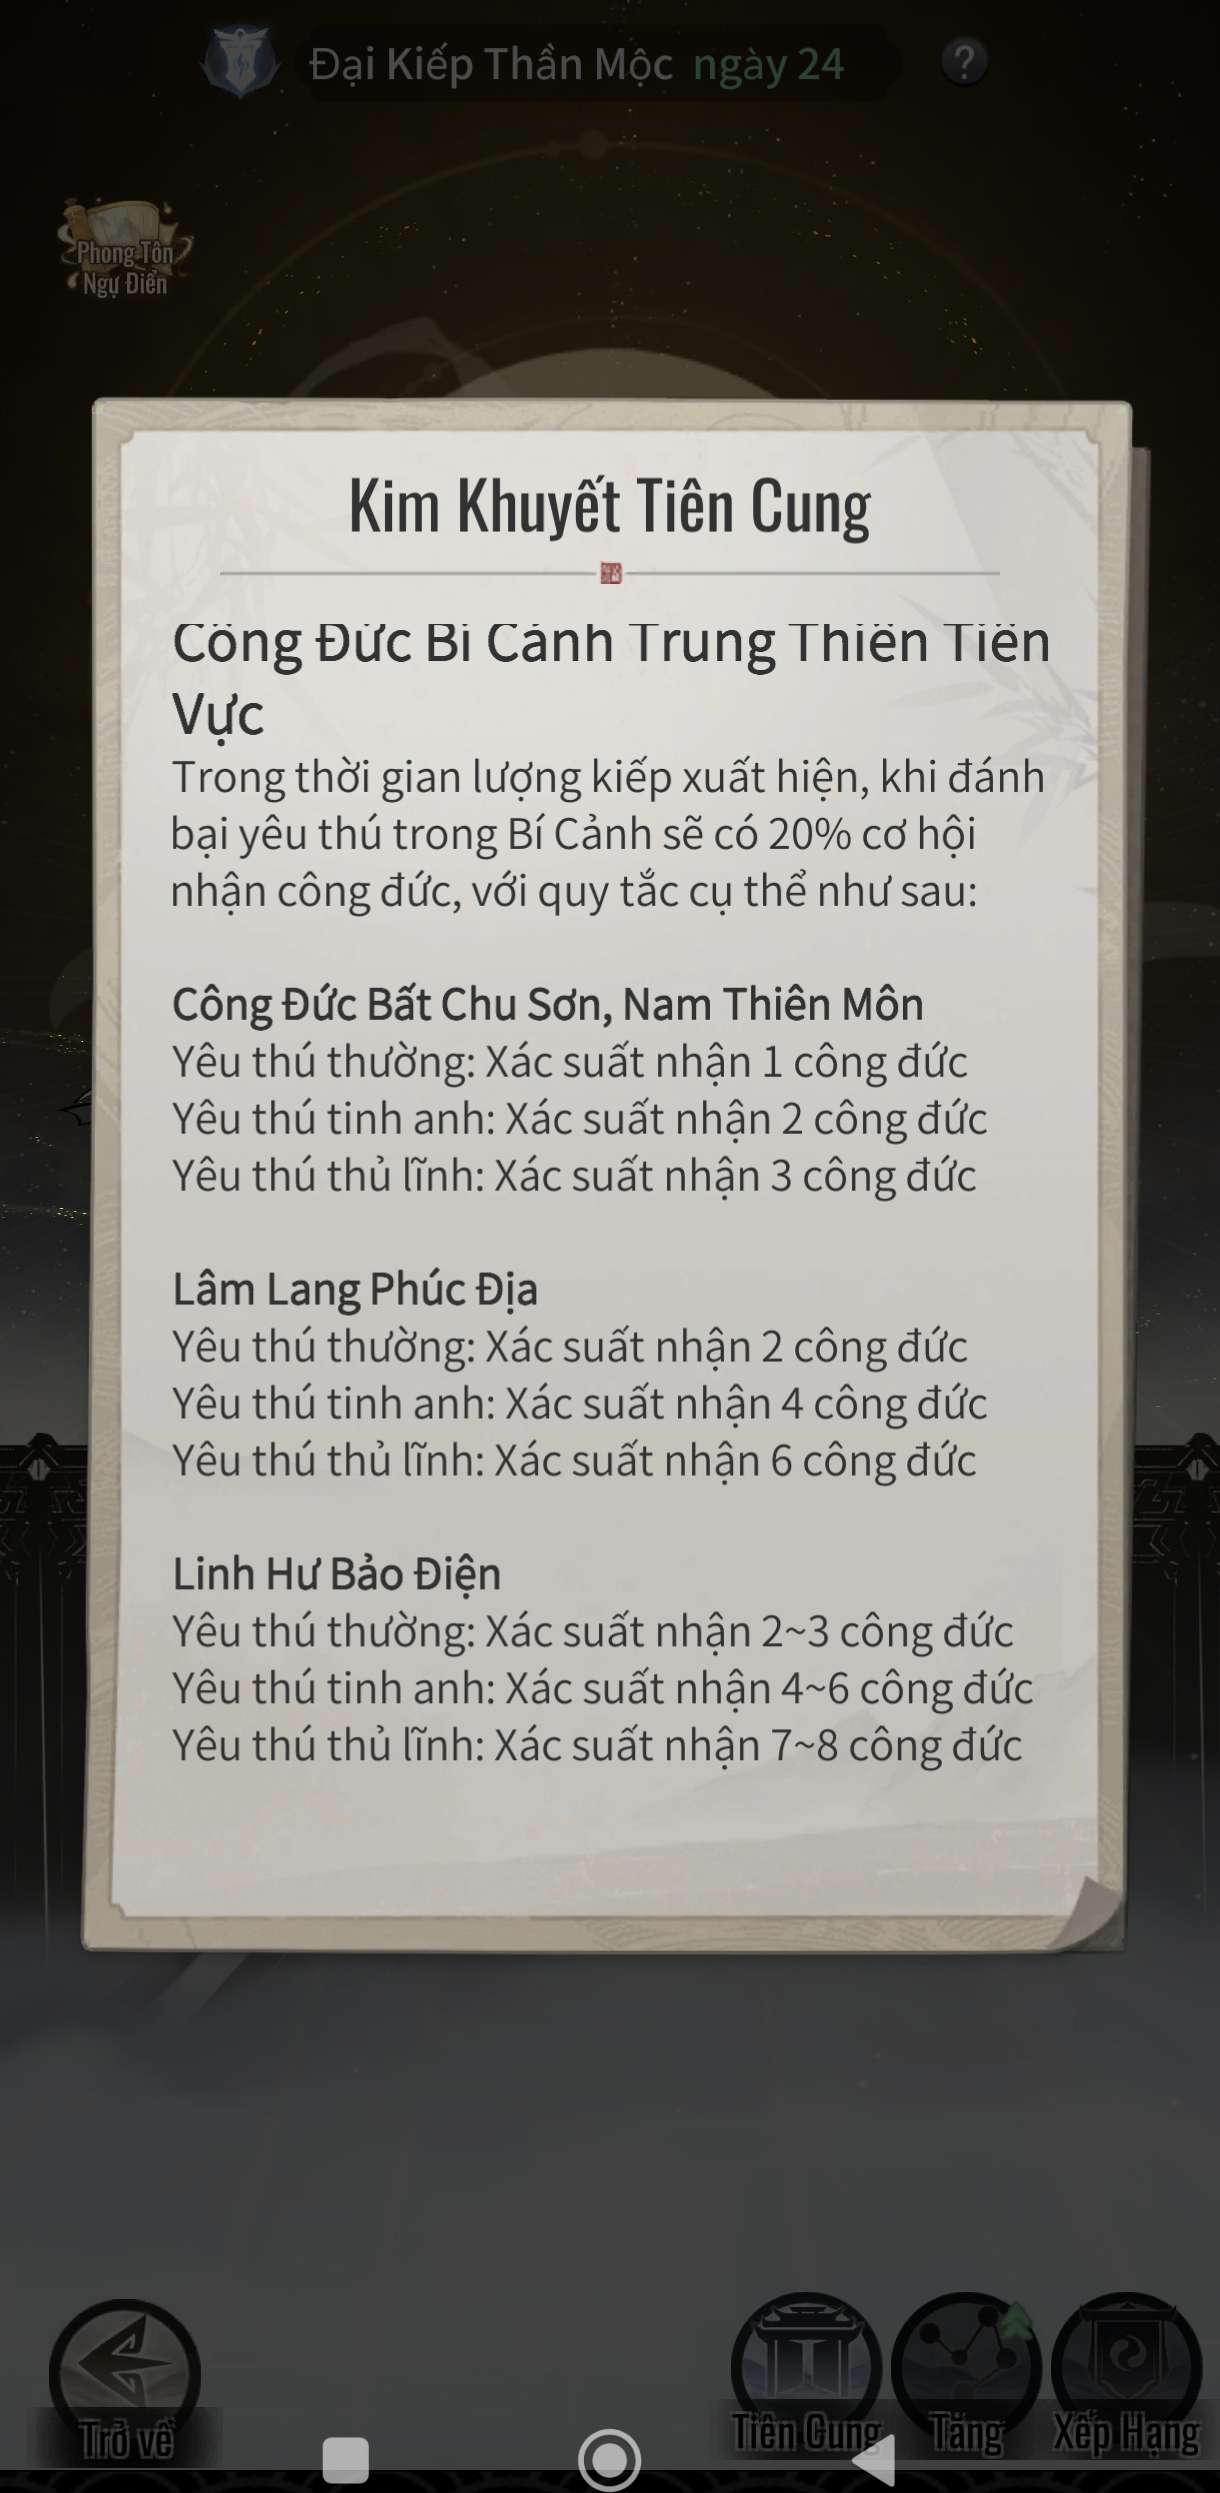 Đại Kiếp Thần Mộc ngày 24
?
Phong Tôn
Ngự Điển
Kim Khuyết Tiên Cung
Công Đức Bí Cảnh Trung Thiên Tiên
Vực
Trong thời gian lượng kiếp xuất hiện, khi đánh
bại yêu thú trong Bí Cảnh sẽ có 20% cơ hội
nhận công đức, với quy tắc cụ thể như sau:
Công Đức Bất Chu Sơn, Nam Thiên Môn
Yêu thú thường: Xác suất nhận 1 công đức
Yêu thú tinh anh: Xác suất nhận 2 công đức
Yêu thú thủ lĩnh: Xác suất nhận 3 công đức
Lâm Lang Phúc Địa
Yêu thú thường: Xác suất nhận 2 công đức
Yêu thú tinh anh: Xác suất nhận 4 công đức
Yêu thú thủ lĩnh: Xác suất nhận 6 công đức
Linh Hư Bảo Điện
Yêu thú thường: Xác suất nhận 2~3 công đức
Yêu thú tinh anh: Xác suất nhận 4~6 công đức
Yêu thú thủ lĩnh: Xác suất nhận 7~8 công đức
Trở về
Tiên Cung
Tăng
Xếp Hạng